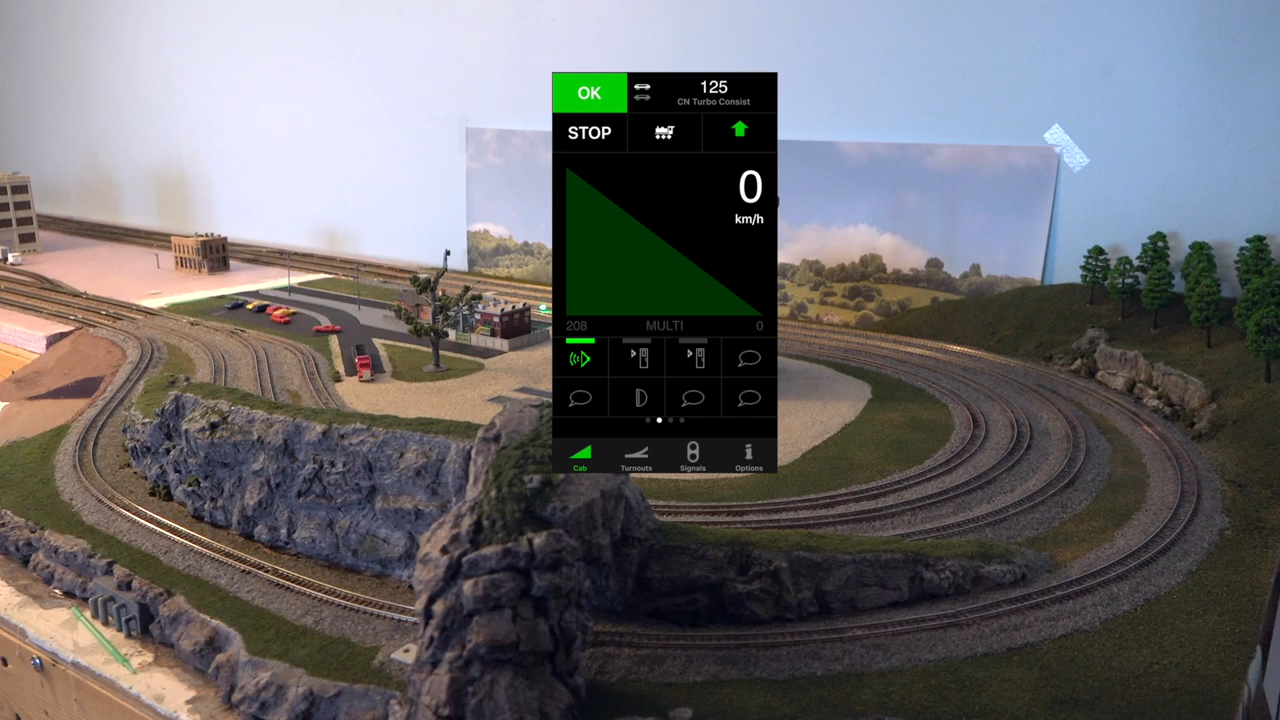 OK
125
CN Turbo Consist
STOP
0
km/h
208 MULTI 0
Cab Turnouts Signals Options